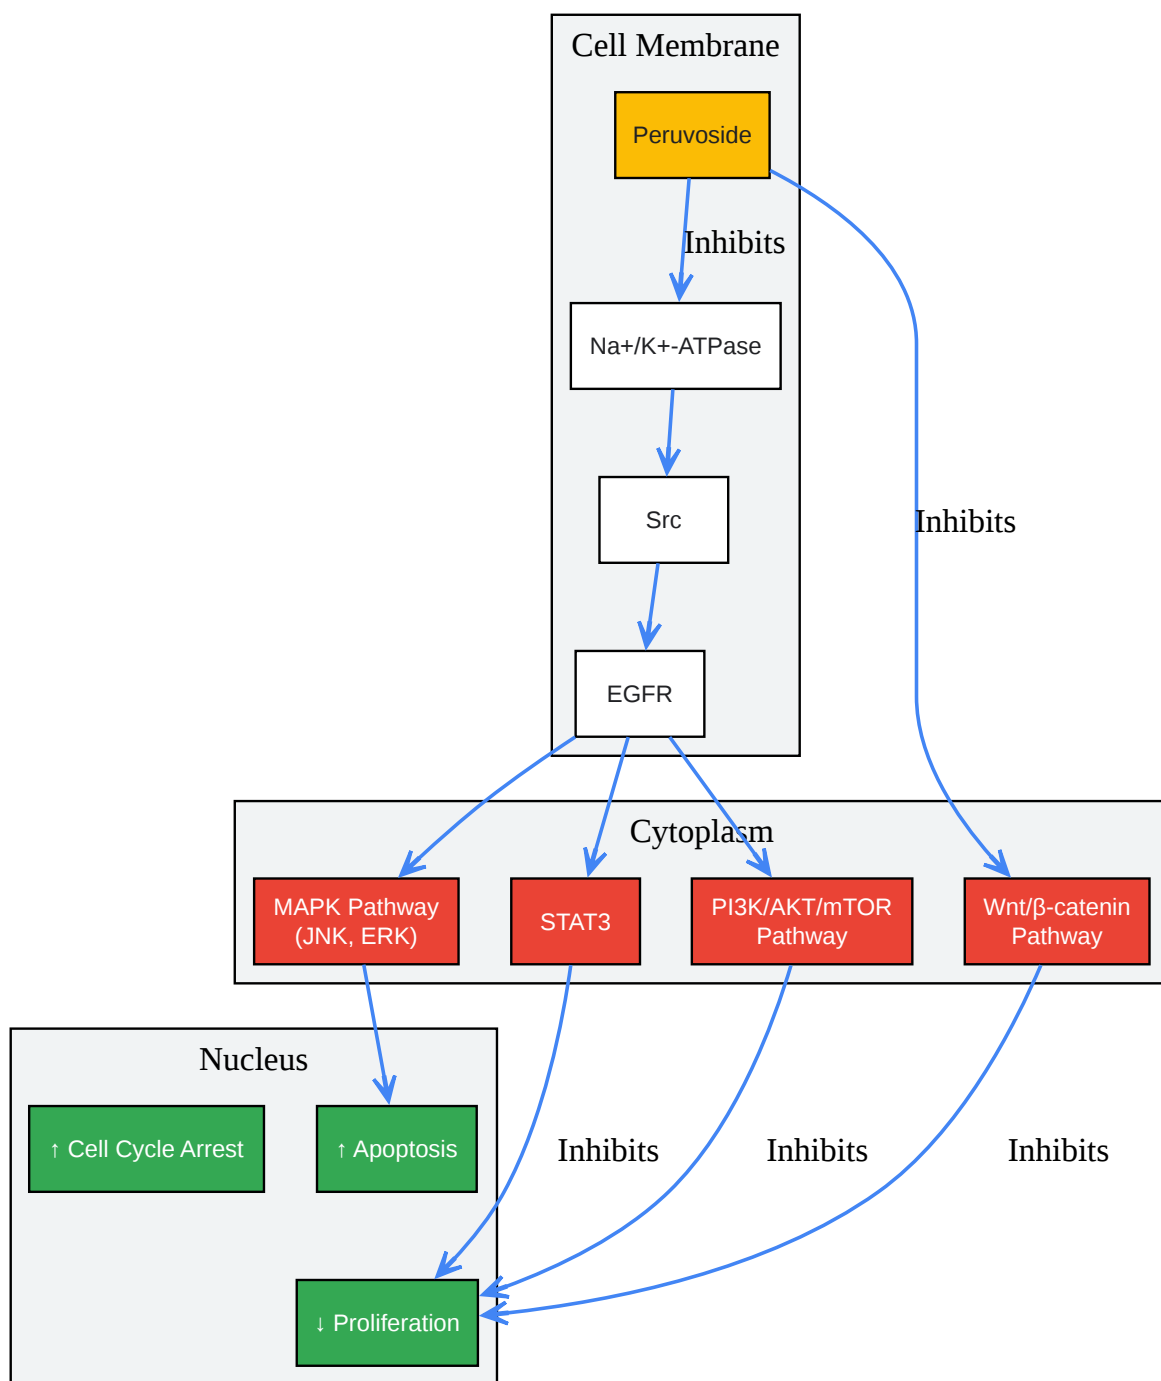 Cell Membrane
Peruvoside
Inhibits
Na+/K+-ATPase
Src
Inhibits
EGFR
Cytoplasm
MAPK Pathway
(JNK, ERK)
STAT3
PI3K/AKT/mTOR
Pathway
Wnt/β-catenin
Pathway
Nucleus
↑ Cell Cycle Arrest
↑ Apoptosis
Inhibits
Inhibits
Inhibits
↓ Proliferation